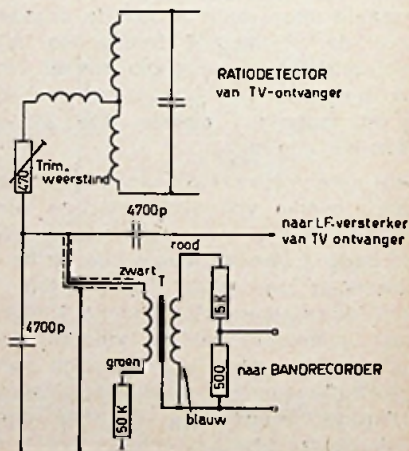 RATIODETECTOR
van TV-ontvanger
470
Trim.
weerstand
4700p
naar LF-versterker
van TV ontvanger
rood
zwart
T
5K
4700p
groen
500
naar BANDRECORDER
50K
blauw